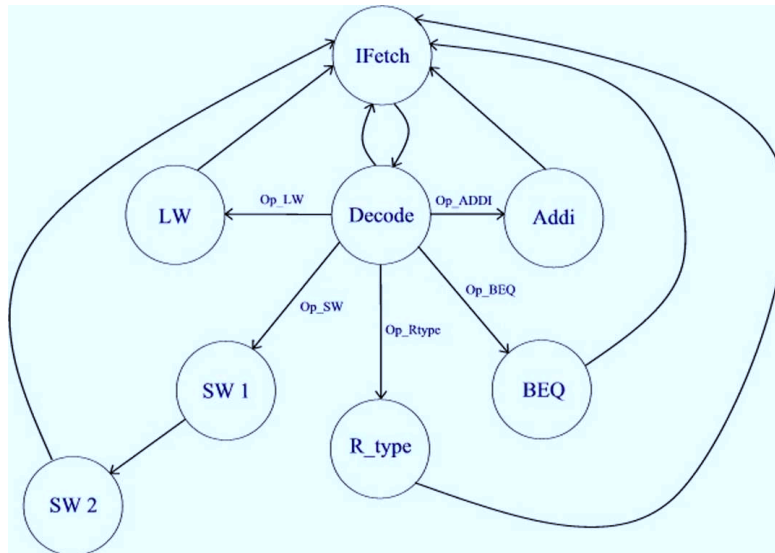 IFetch
LW
Op_LW
Decode
Op_ADDI
Addi
Op_SW
Op_Rtype
Op_BEQ
SW 1
R_type
BEQ
SW 2